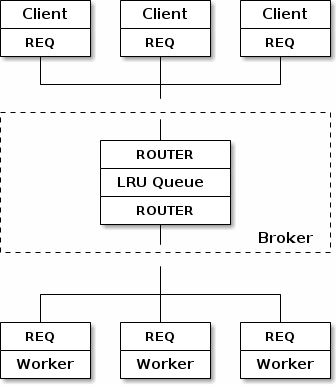 Client Client Client
REQ REQ REQ
ROUTER
LRU Queue
ROUTER
Broker
REQ REQ REQ
Worker Worker Worker